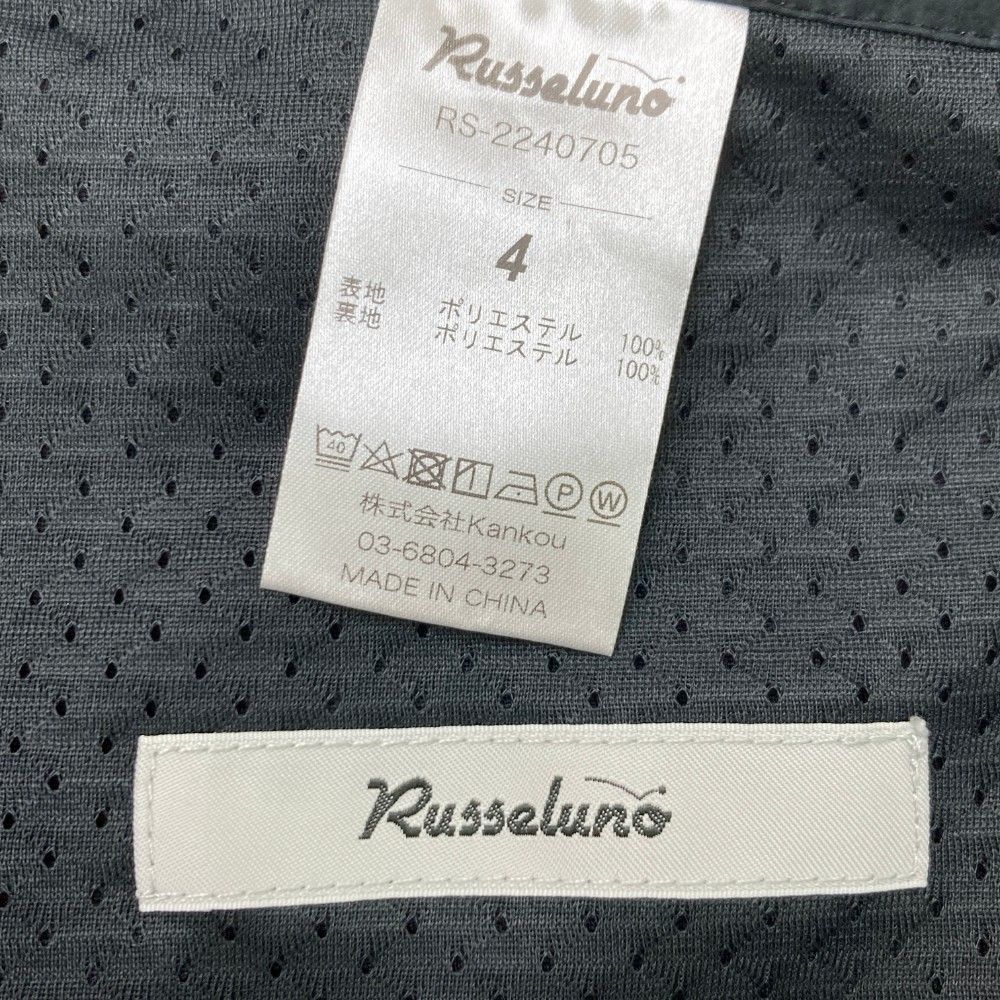 Russeluno
RS-2240705
SIZE
4
表地 ポリエステル 100%
裏地 ポリエステル 100%
40
P W
株式会社Kankou
03-6804-3273
MADE IN CHINA
Russeluno